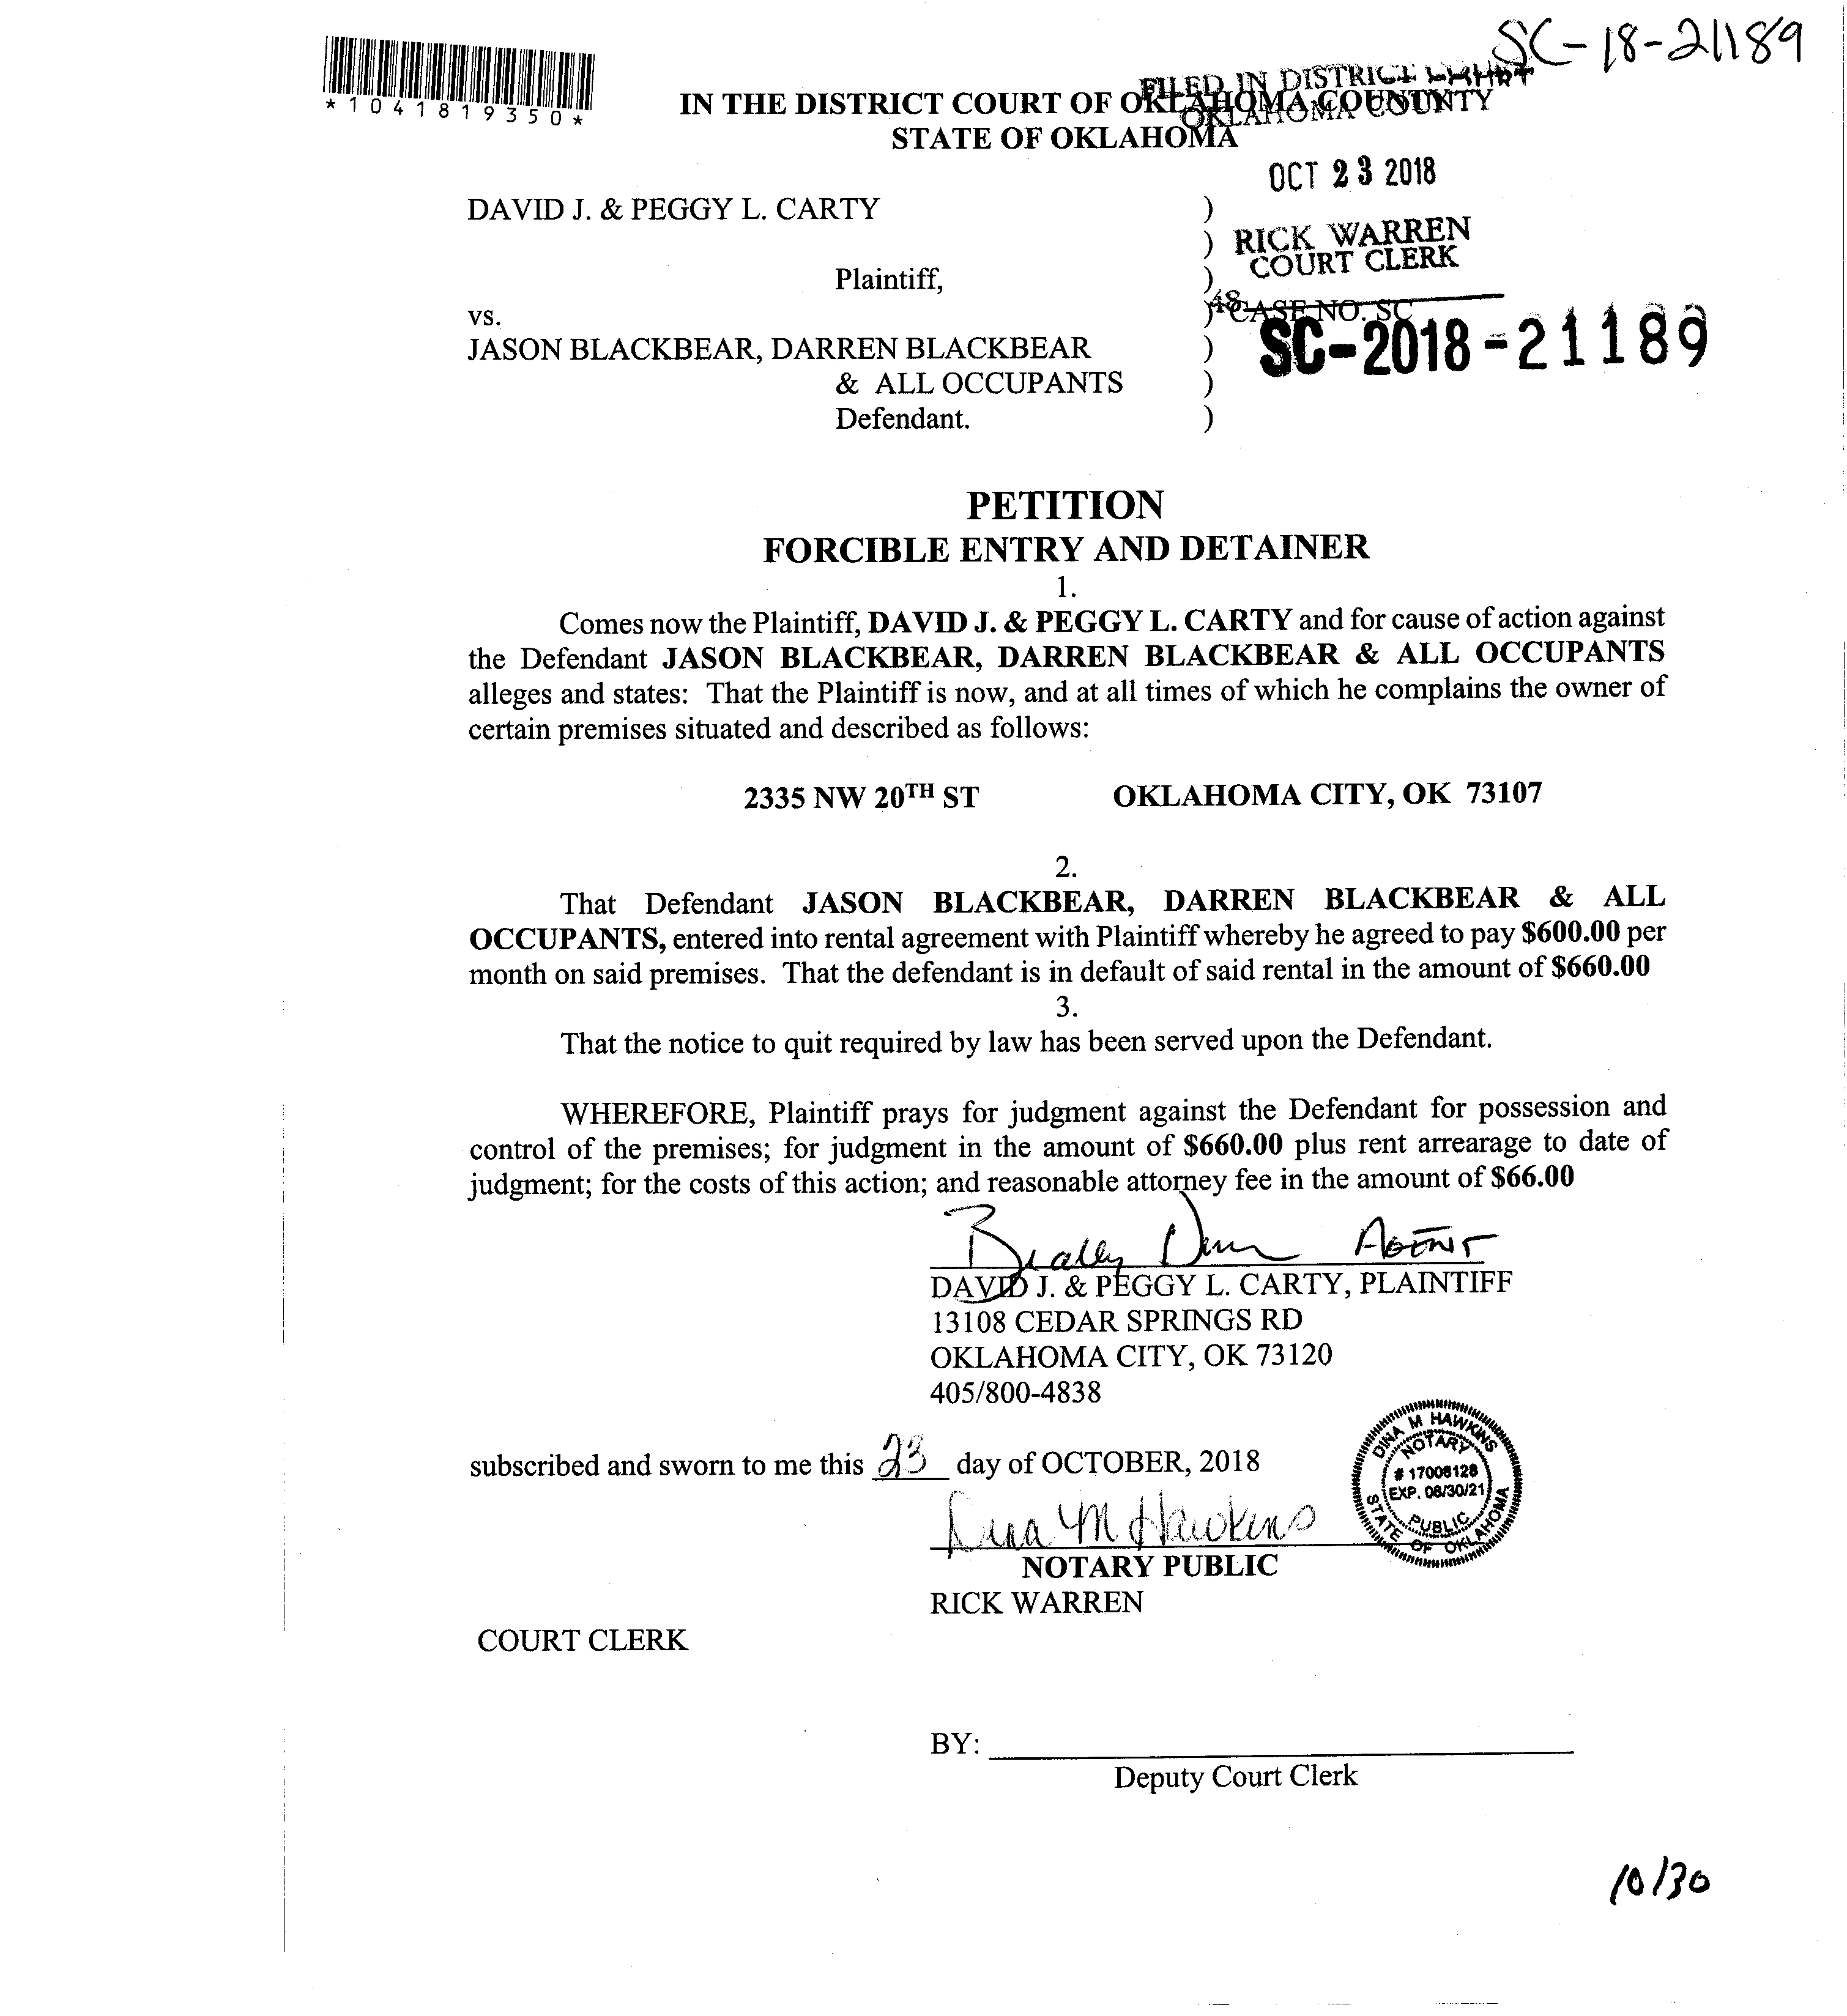 SC-18-21189
*1041819350*
FILED IN DISTRICT COURT
OKLAHOMA COUNTY
IN THE DISTRICT COURT OF OKLAHOMA COUNTY
STATE OF OKLAHOMA
OCT 23 2018
DAVID J. & PEGGY L. CARTY )
) RICK WARREN
COURT CLERK
Plaintiff, )
vs. ) CASE NO. SC
48
JASON BLACKBEAR, DARREN BLACKBEAR ) SC-2018-21189
& ALL OCCUPANTS )
Defendant. )
PETITION
FORCIBLE ENTRY AND DETAINER
1.
Comes now the Plaintiff, DAVID J. & PEGGY L. CARTY and for cause of action against
the Defendant JASON BLACKBEAR, DARREN BLACKBEAR & ALL OCCUPANTS
alleges and states: That the Plaintiff is now, and at all times of which he complains the owner of
certain premises situated and described as follows:
2335 NW 20TH ST OKLAHOMA CITY, OK 73107
2.
That Defendant JASON BLACKBEAR, DARREN BLACKBEAR & ALL
OCCUPANTS, entered into rental agreement with Plaintiff whereby he agreed to pay $600.00 per
month on said premises. That the defendant is in default of said rental in the amount of $660.00
3.
That the notice to quit required by law has been served upon the Defendant.
WHEREFORE, Plaintiff prays for judgment against the Defendant for possession and
control of the premises; for judgment in the amount of $660.00 plus rent arrearage to date of
judgment; for the costs of this action; and reasonable attorney fee in the amount of $66.00
AGENT
DAVID J. & PEGGY L. CARTY, PLAINTIFF
13108 CEDAR SPRINGS RD
OKLAHOMA CITY, OK 73120
405/800-4838
DINA M HAWKINS
NOTARY
# 17008128
EXP. 08/30/21
PUBLIC
STATE OF OKLAHOMA
subscribed and sworn to me this 23 day of OCTOBER, 2018
Dina M Hawkins
NOTARY PUBLIC
RICK WARREN
COURT CLERK
BY:
Deputy Court Clerk
10/30